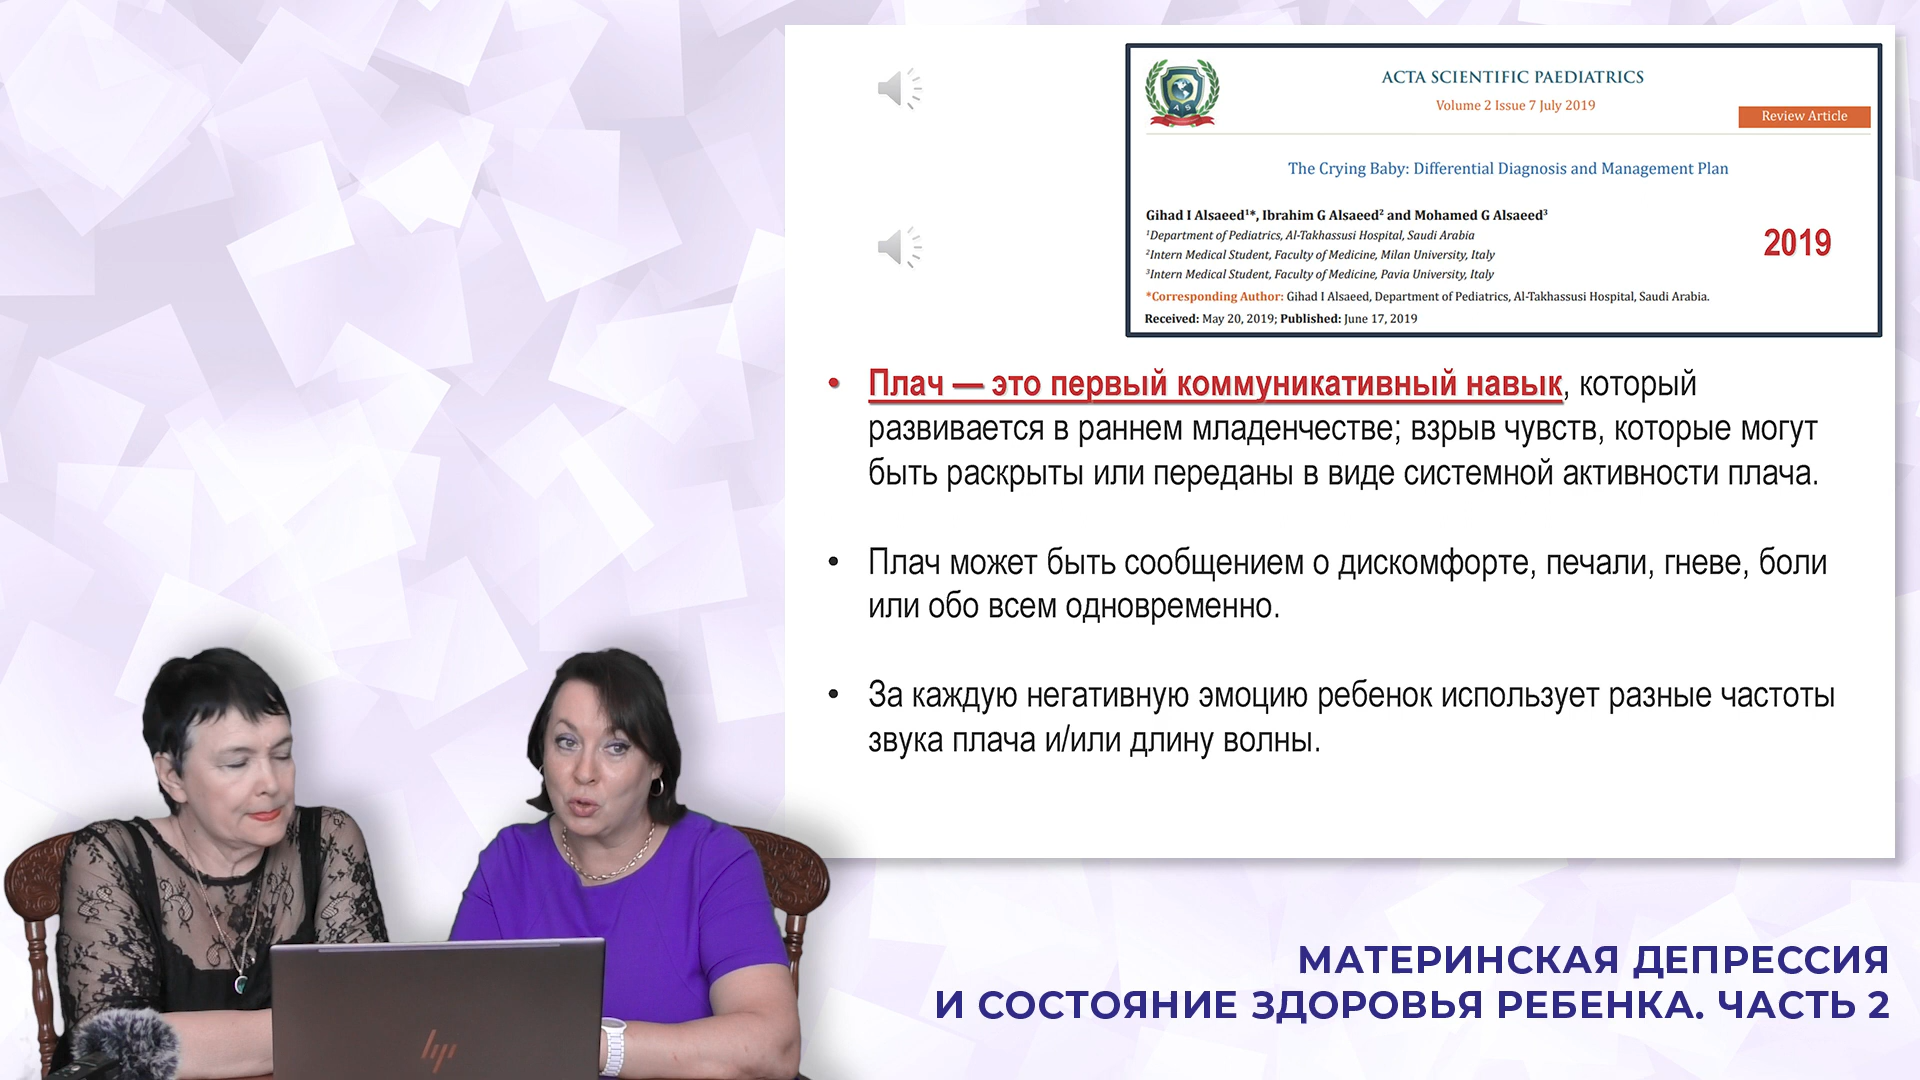 ACTA SCIENTIFIC PAEDIATRICS
Volume 2 Issue 7 July 2019
Review Article
The Crying Baby: Differential Diagnosis and Management Plan
Gihad I Alsaeed¹*, Ibrahim G Alsaeed² and Mohamed G Alsaeed³
¹Department of Pediatrics, Al-Takhassusi Hospital, Saudi Arabia
²Intern Medical Student, Faculty of Medicine, Milan University, Italy
³Intern Medical Student, Faculty of Medicine, Pavia University, Italy
*Corresponding Author: Gihad I Alsaeed, Department of Pediatrics, Al-Takhassusi Hospital, Saudi Arabia.
Received: May 20, 2019; Published: June 17, 2019
2019
• Плач — это первый коммуникативный навык, который
развивается в раннем младенчестве; взрыв чувств, которые могут
быть раскрыты или переданы в виде системной активности плача.
• Плач может быть сообщением о дискомфорте, печали, гневе, боли
или обо всем одновременно.
• За каждую негативную эмоцию ребенок использует разные частоты
звука плача и/или длину волны.
hp
МАТЕРИНСКАЯ ДЕПРЕССИЯ
И СОСТОЯНИЕ ЗДОРОВЬЯ РЕБЕНКА. ЧАСТЬ 2